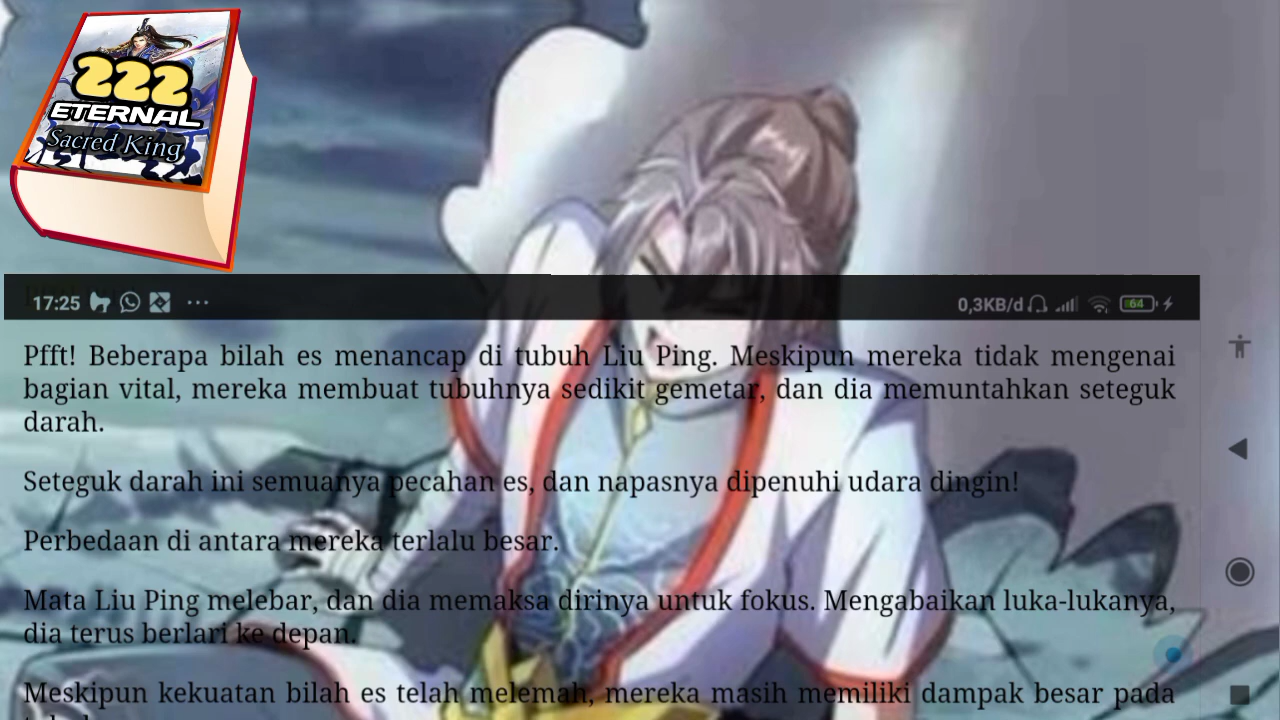 222
ETERNAL
Sacred King
17:25
0,3KB/d
64
Pfft! Beberapa bilah es menancap di tubuh Liu Ping. Meskipun mereka tidak mengenai
bagian vital, mereka membuat tubuhnya sedikit gemetar, dan dia memuntahkan seteguk
darah.
Seteguk darah ini semuanya pecahan es, dan napasnya dipenuhi udara dingin!
Perbedaan di antara mereka terlalu besar.
Mata Liu Ping melebar, dan dia memaksa dirinya untuk fokus. Mengabaikan luka-lukanya,
dia terus berlari ke depan.
Meskipun kekuatan bilah es telah melemah, mereka masih memiliki dampak besar pada